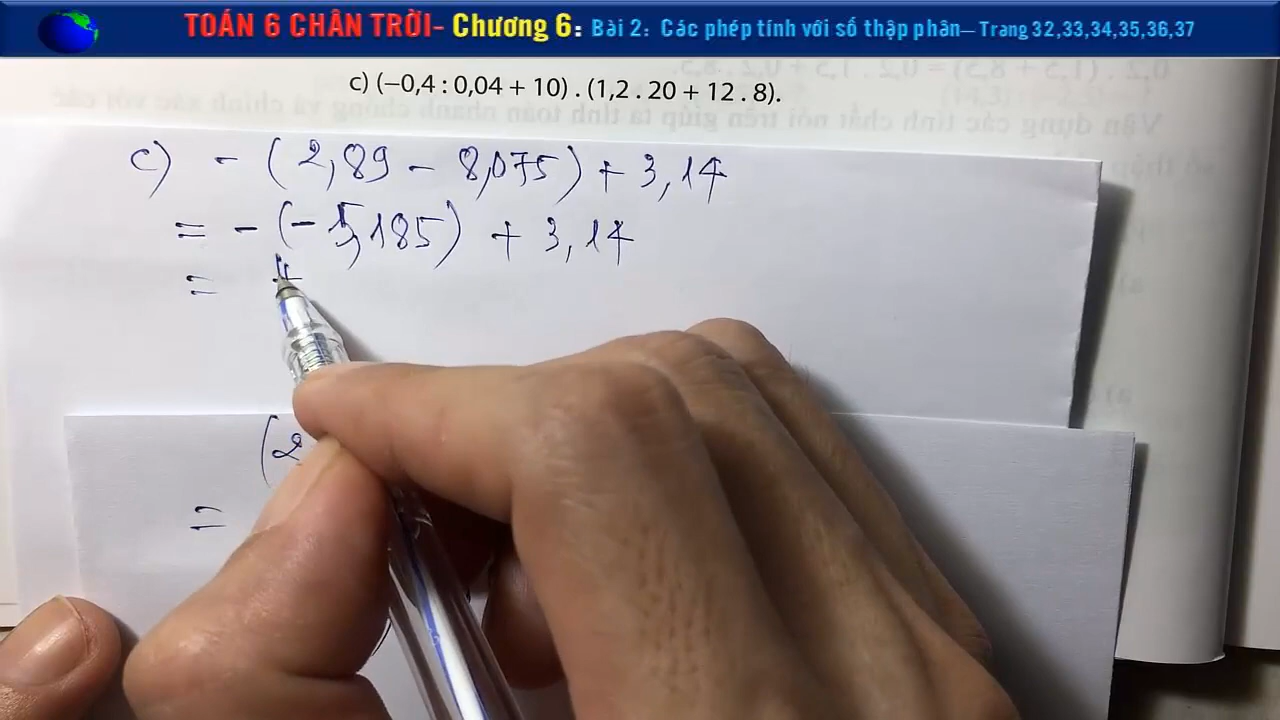 TOÁN 6 CHÂN TRỜI- Chương 6: Bài 2: Các phép tính với số thập phân– Trang 32,33,34,35,36,37
c) (−0,4 : 0,04 + 10) . (1,2 . 20 + 12 . 8).
c) - (2,89 - 8,075) + 3,14
= - (-5,185) + 3,14
=
(2
=